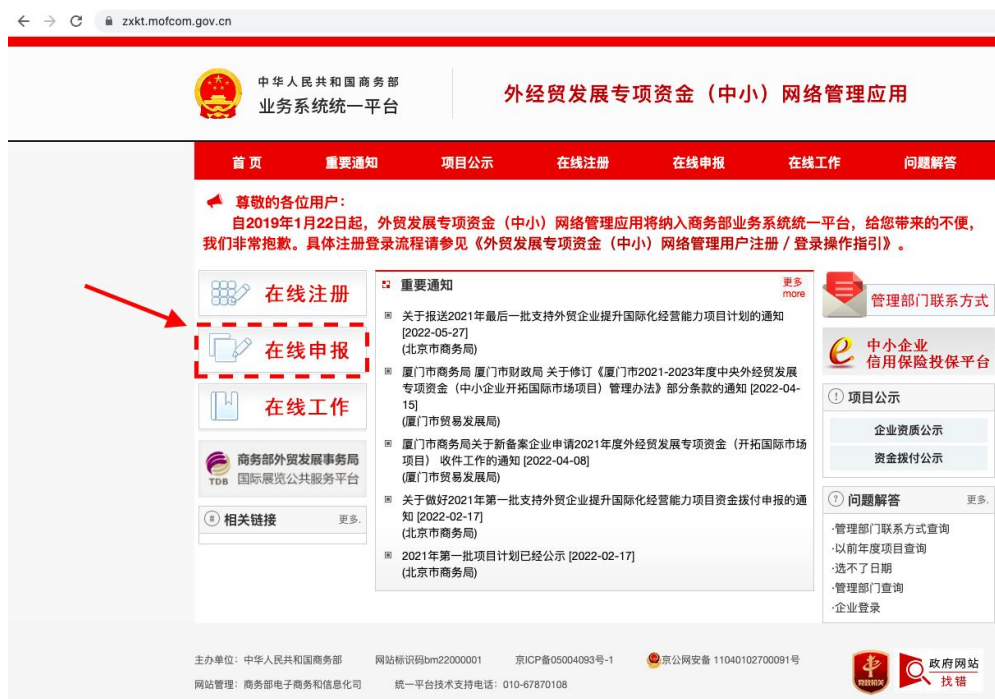 zxkt.mofcom.gov.cn
中华人民共和国商务部
业务系统统一平台
外经贸发展专项资金（中小）网络管理应用
首页 重要通知 项目公示 在线注册 在线申报 在线工作 问题解答
尊敬的各位用户：
自2019年1月22日起，外贸发展专项资金（中小）网络管理应用将纳入商务部业务系统统一平台，给您带来的不便，
我们非常抱歉。具体注册登录流程请参见《外贸发展专项资金（中小）网络管理用户注册 / 登录操作指引》。
在线注册
在线申报
在线工作
商务部外贸发展事务局
TDB 国际展览公共服务平台
相关链接 更多.
重要通知 更多
more
关于报送2021年最后一批支持外贸企业提升国际化经营能力项目计划的通知
[2022-05-27]
(北京市商务局)
厦门市商务局 厦门市财政局 关于修订《厦门市2021-2023年度中央外经贸发展
专项资金（中小企业开拓国际市场项目）管理办法》部分条款的通知 [2022-04-
15]
(厦门市贸易发展局)
厦门市商务局关于新备案企业申请2021年度外经贸发展专项资金（开拓国际市场
项目） 收件工作的通知 [2022-04-08]
(厦门市贸易发展局)
关于做好2021年第一批支持外贸企业提升国际化经营能力项目资金拨付申报的通
知 [2022-02-17]
(北京市商务局)
2021年第一批项目计划已经公示 [2022-02-17]
(北京市商务局)
管理部门联系方式
中小企业
信用保险投保平台
项目公示
企业资质公示
资金拨付公示
问题解答 更多.
·管理部门联系方式查询
·以前年度项目查询
·选不了日期
·管理部门查询
·企业登录
主办单位：中华人民共和国商务部 网站标识码bm22000001 京ICP备05004093号-1 京公网安备 11040102700091号
网站管理：商务部电子商务和信息化司 统一平台技术支持电话：010-67870108
党政机关
政府网站
找错